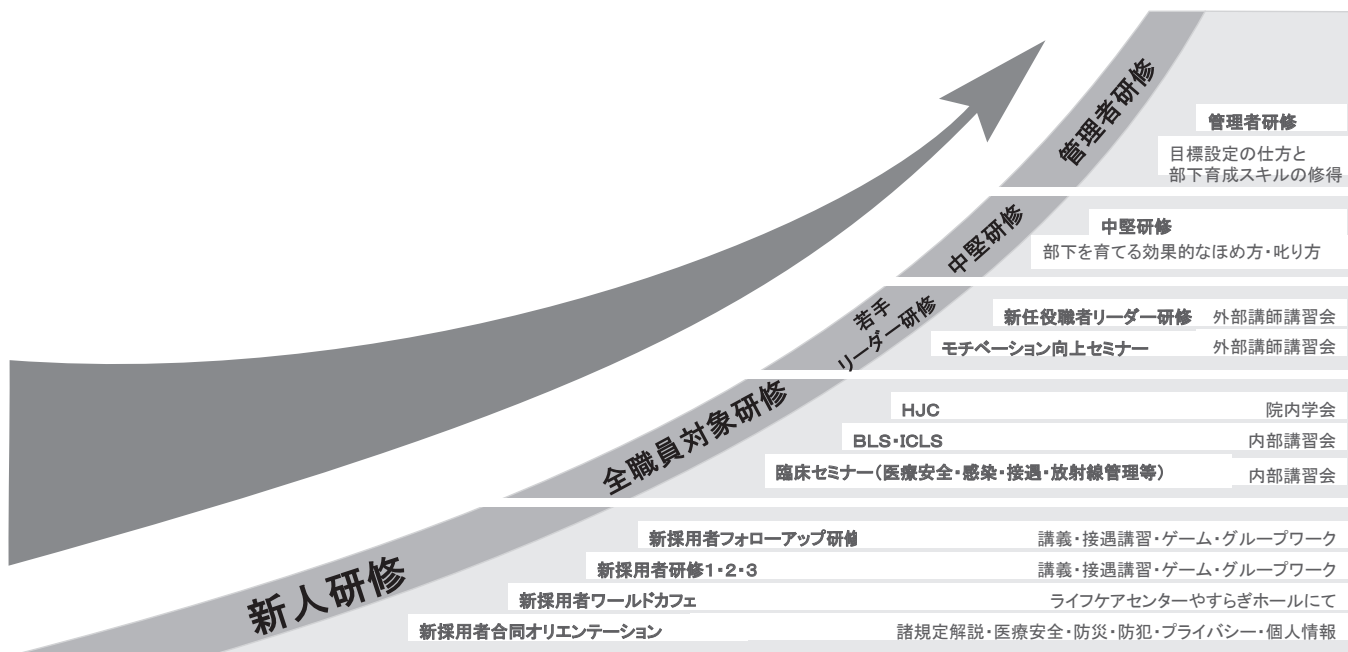 管理者研修
管理者研修
目標設定の仕方と
部下育成スキルの修得
中堅研修
中堅研修
部下を育てる効果的なほめ方・叱り方
若手
リーダー研修
新任役職者リーダー研修 外部講師講習会
モチベーション向上セミナー 外部講師講習会
全職員対象研修
HJC 院内学会
BLS・ICLS 内部講習会
臨床セミナー（医療安全・感染・接遇・放射線管理等） 内部講習会
新人研修
新採用者フォローアップ研修 講義・接遇講習・ゲーム・グループワーク
新採用者研修1・2・3 講義・接遇講習・ゲーム・グループワーク
新採用者ワールドカフェ ライフケアセンターやすらぎホールにて
新採用者合同オリエンテーション 諸規定解説・医療安全・防災・防犯・プライバシー・個人情報